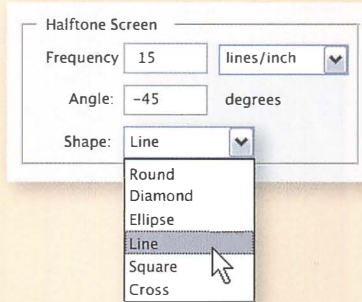 Halftone Screen
Frequency 15 lines/inch
Angle: -45 degrees
Shape: Line
Round
Diamond
Ellipse
Line
Square
Cross